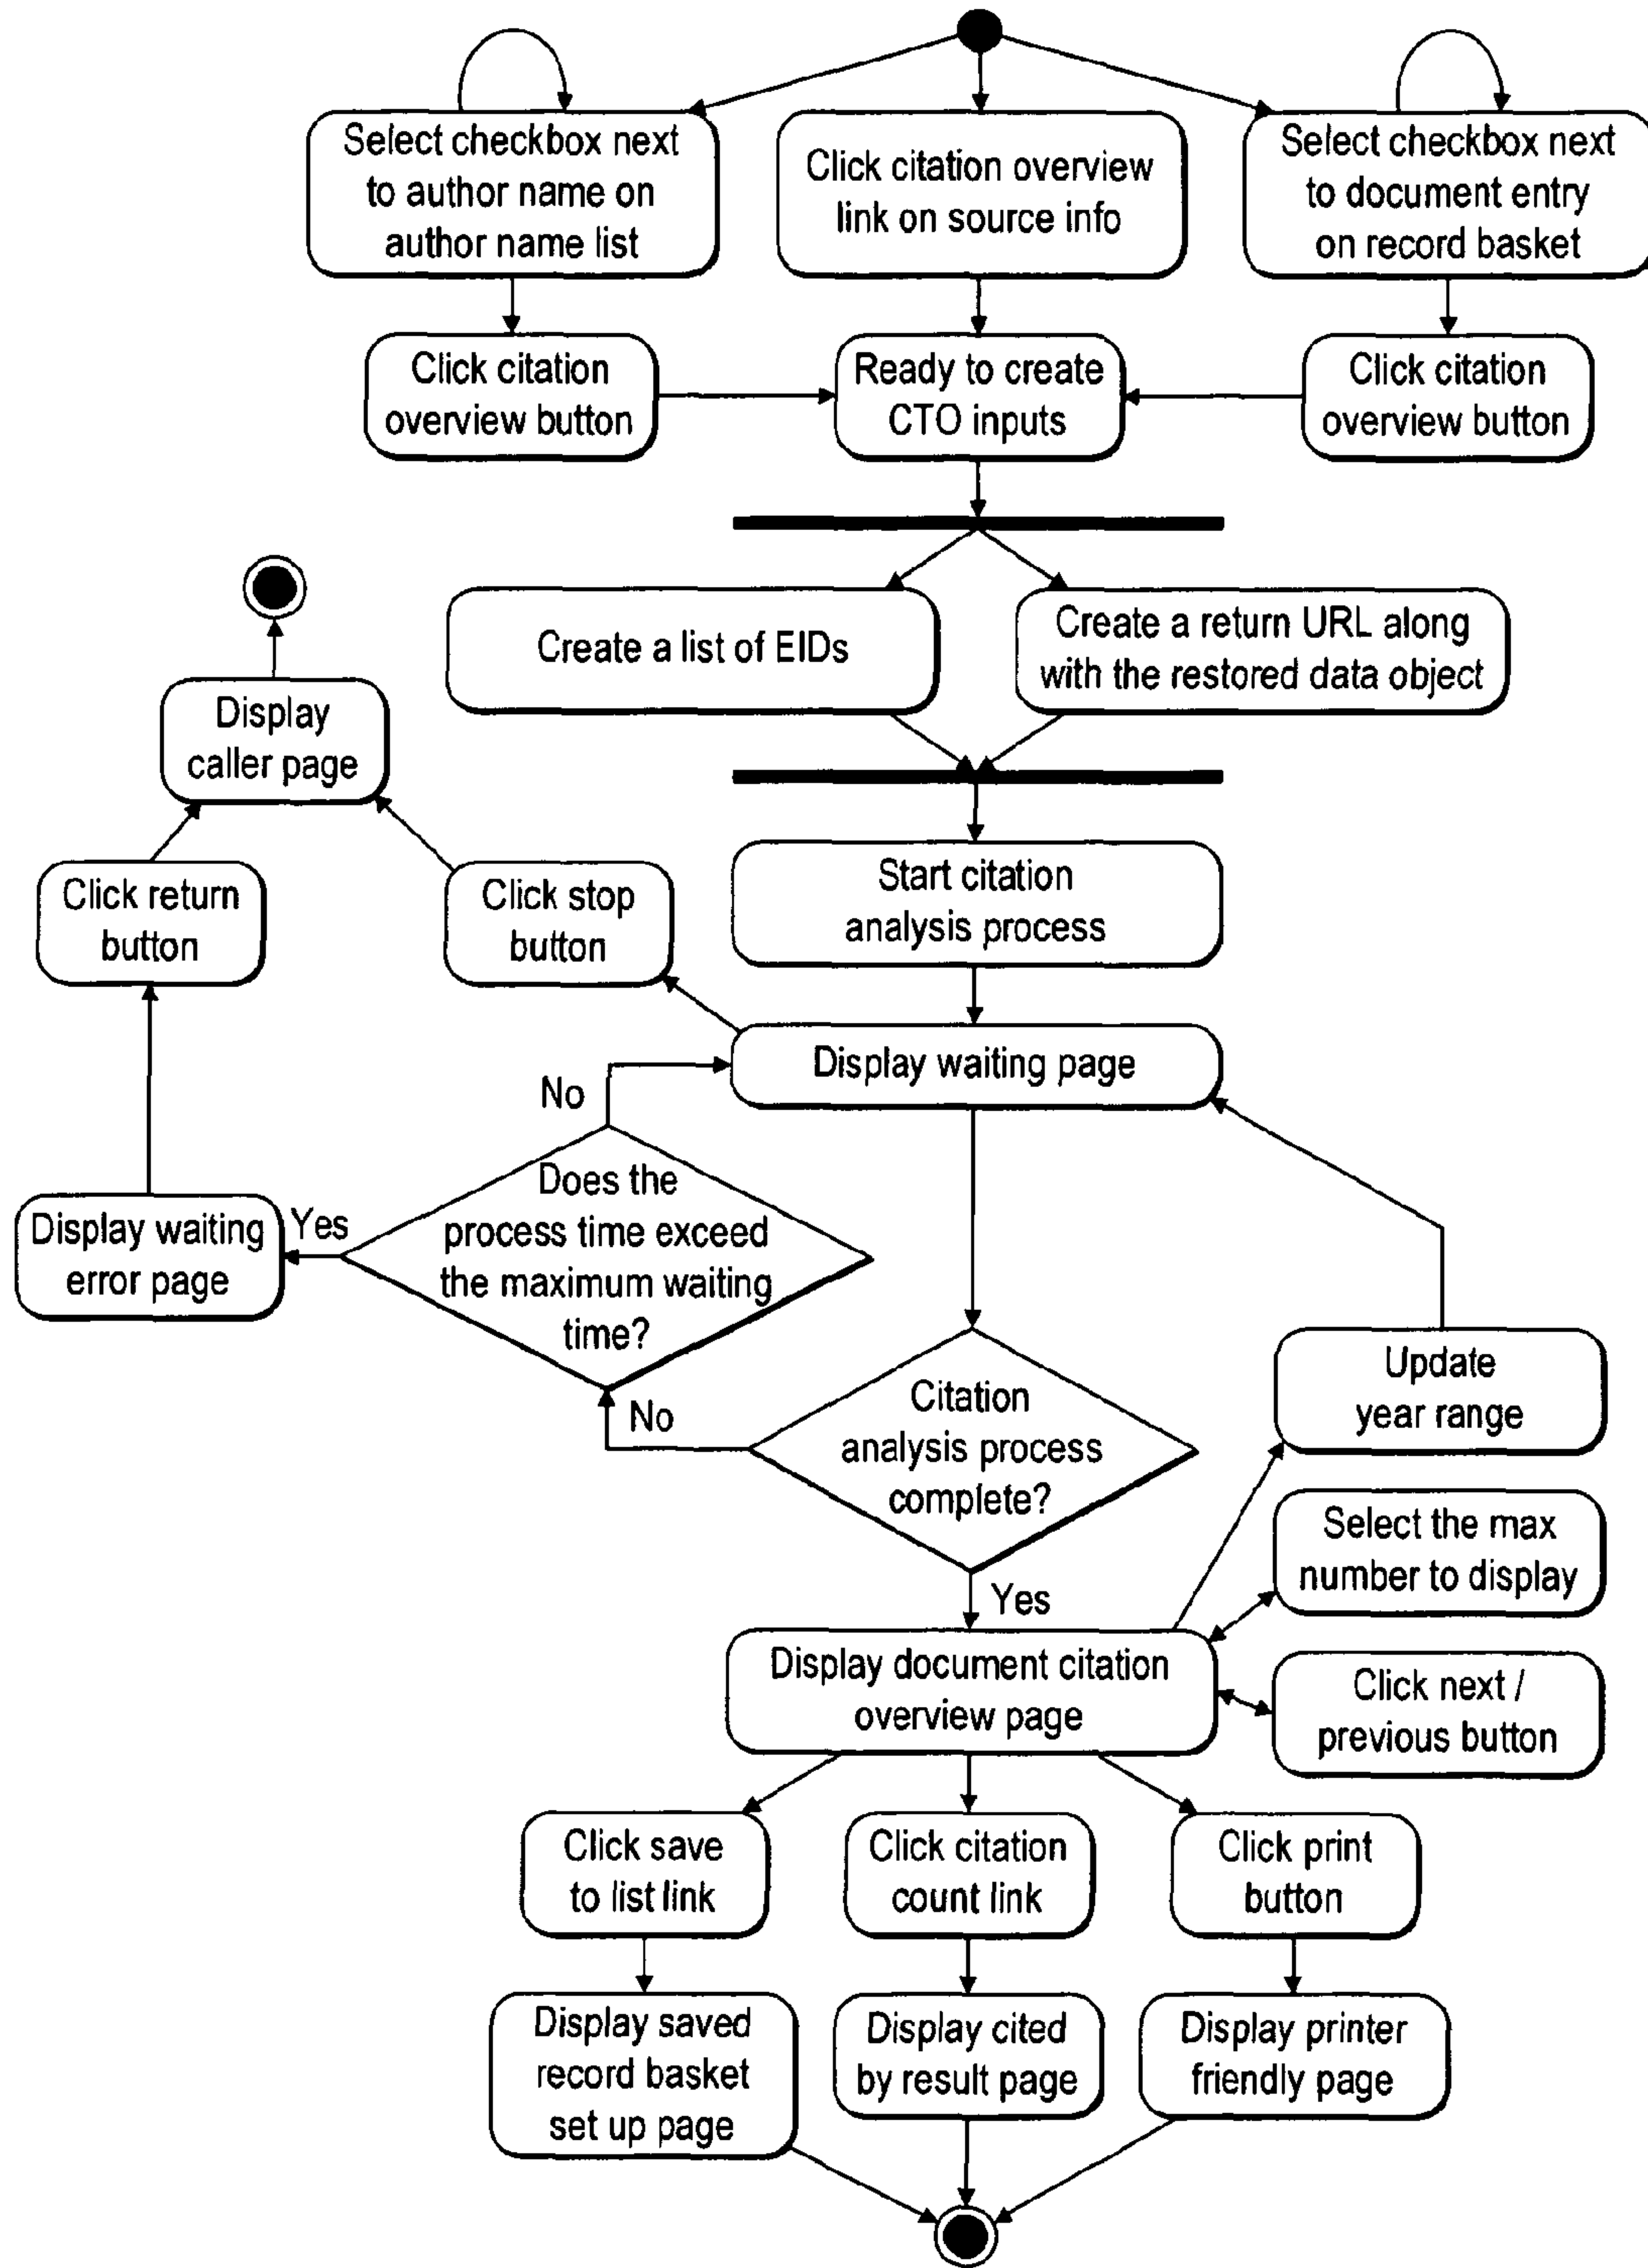 Select checkbox next
to author name on
author name list
Click citation overview
link on source info
Select checkbox next
to document entry
on record basket
Click citation
overview button
Ready to create
CTO inputs
Click citation
overview button
Create a list of EIDs
Create a return URL along
with the restored data object
Display
caller page
Click return
button
Click stop
button
Start citation
analysis process
Display waiting page
No
Does the
process time exceed
the maximum waiting
time?
Yes
Display waiting
error page
No
Citation
analysis process
complete?
Yes
Update
year range
Select the max
number to display
Display document citation
overview page
Click next /
previous button
Click save
to list link
Click citation
count link
Click print
button
Display saved
record basket
set up page
Display cited
by result page
Display printer
friendly page